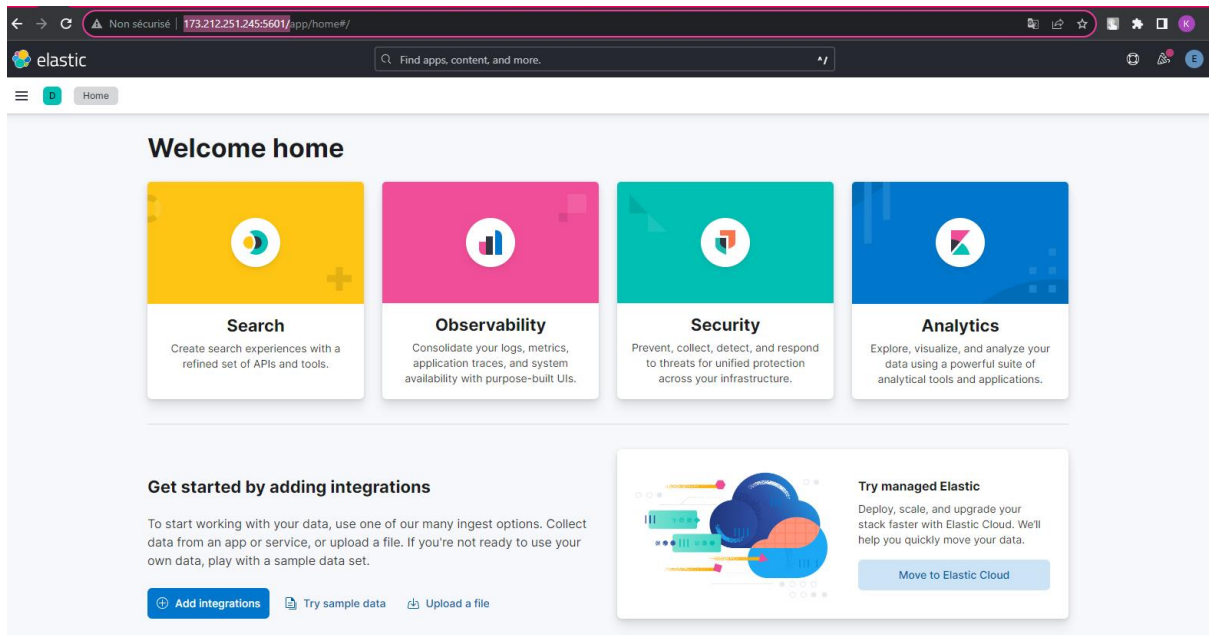 Non sécurisé | 173.212.251.245:5601/app/home#/
K
elastic
Find apps, content, and more.
^/
E
D
Home
Welcome home
Search
Create search experiences with a
refined set of APIs and tools.
Observability
Consolidate your logs, metrics,
application traces, and system
availability with purpose-built UIs.
Security
Prevent, collect, detect, and respond
to threats for unified protection
across your infrastructure.
Analytics
Explore, visualize, and analyze your
data using a powerful suite of
analytical tools and applications.
Get started by adding integrations
To start working with your data, use one of our many ingest options. Collect
data from an app or service, or upload a file. If you're not ready to use your
own data, play with a sample data set.
Add integrations
Try sample data
Upload a file
Try managed Elastic
Deploy, scale, and upgrade your
stack faster with Elastic Cloud. We'll
help you quickly move your data.
Move to Elastic Cloud